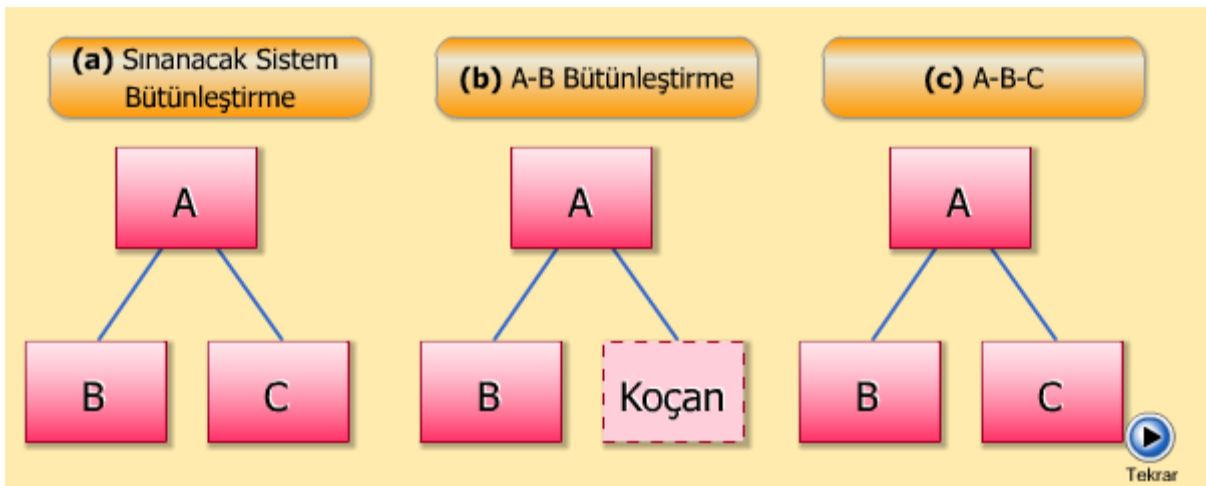 (a) Sınanacak Sistem
Bütünleştirme
(b) A-B Bütünleştirme
(c) A-B-C
A
A
A
B
C
B
Koçan
B
C
Tekrar